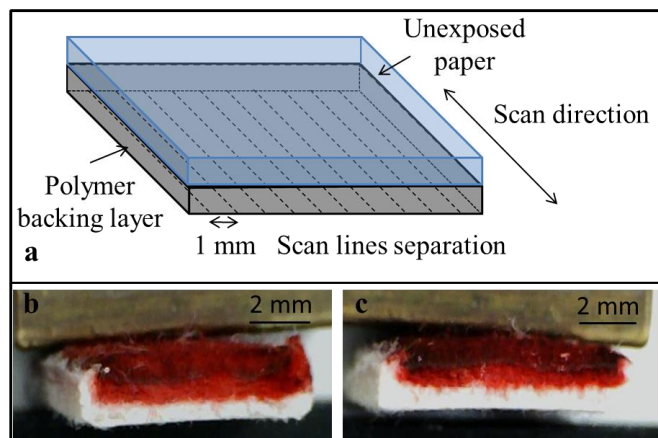 Unexposed
paper
Scan direction
Polymer
backing layer
1 mm Scan lines separation
a
b 2 mm
c 2 mm